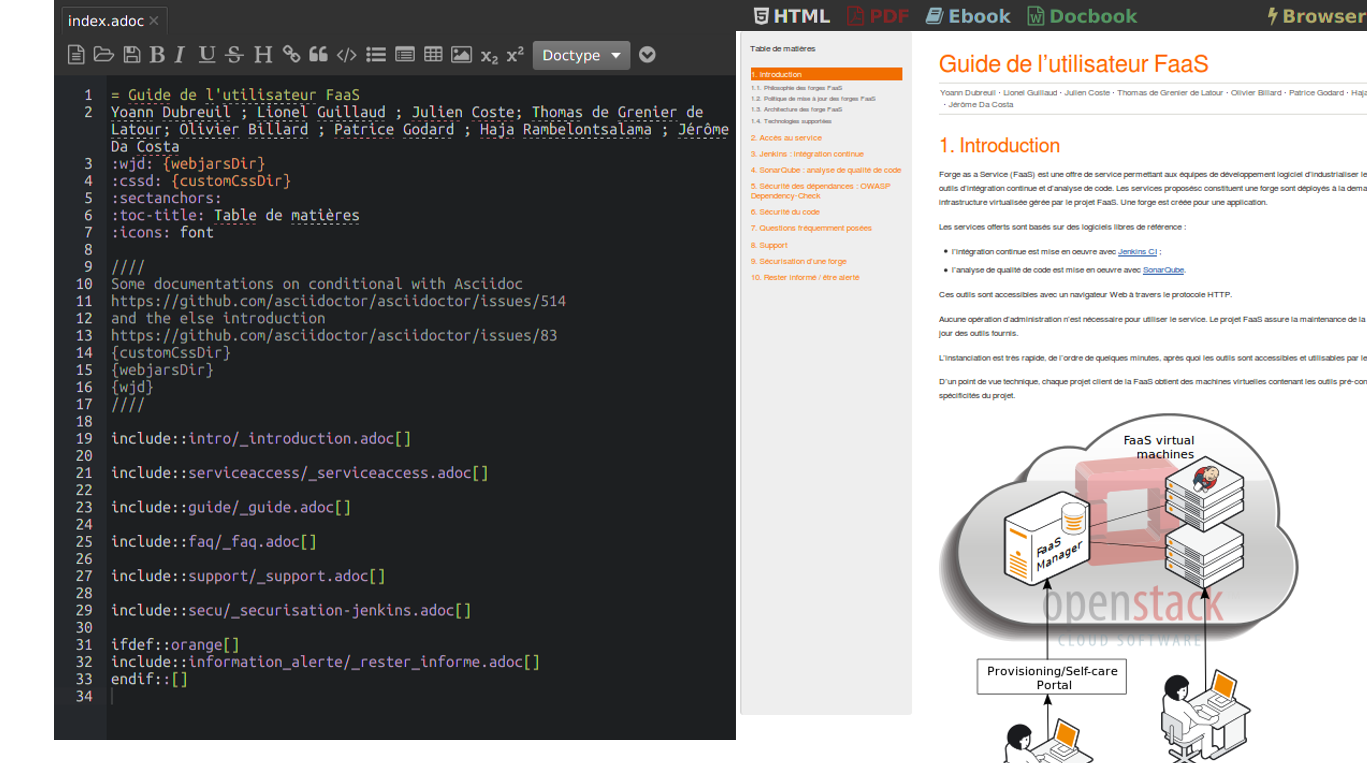 index.adoc
Doctype
1 = Guide de l'utilisateur FaaS
2 Yoann Dubreuil ; Lionel Guillaud ; Julien Coste; Thomas de Grenier de
Latour; Olivier Billard ; Patrice Godard ; Haja Rambelontsalama ; Jérôme
Da Costa
3 :wjd: {webjarsDir}
4 :cssd: {customCssDir}
5 :sectanchors:
6 :toc-title: Table de matières
7 :icons: font
8
9 ////
10 Some documentations on conditional with Asciidoc
11 https://github.com/asciidoctor/asciidoctor/issues/514
12 and the else introduction
13 https://github.com/asciidoctor/asciidoctor/issues/83
14 {customCssDir}
15 {webjarsDir}
16 {wjd}
17 ////
18
19 include::intro/_introduction.adoc[]
20
21 include::serviceaccess/_serviceaccess.adoc[]
22
23 include::guide/_guide.adoc[]
24
25 include::faq/_faq.adoc[]
26
27 include::support/_support.adoc[]
28
29 include::secu/_securisation-jenkins.adoc[]
30
31 ifdef::orange[]
32 include::information_alerte/_rester_informe.adoc[]
33 endif::[]
34
HTML PDF Ebook Docbook Browser
Table de matières
1. Introduction
1.1. Philosophie des forges FaaS
1.2. Politique de mise à jour des forges FaaS
1.3. Architecture des forge FaaS
1.4. Technologies supportées
2. Accès au service
3. Jenkins : intégration continue
4. SonarQube : analyse de qualité de code
5. Sécurité des dépendances : OWASP
Dependency-Check
6. Sécurité du code
7. Questions fréquemment posées
8. Support
9. Sécurisation d'une forge
10. Rester informé / être alerté
Guide de l'utilisateur FaaS
Yoann Dubreuil · Lionel Guillaud · Julien Coste · Thomas de Grenier de Latour · Olivier Billard · Patrice Godard · Haja
· Jérôme Da Costa
1. Introduction
Forge as a Service (FaaS) est une offre de service permettant aux équipes de développement logiciel d'industrialiser le
outils d'intégration continue et d'analyse de code. Les services proposésc constituent une forge sont déployés à la dema
infrastructure virtualisée gérée par le projet FaaS. Une forge est créée pour une application.
Les services offerts sont basés sur des logiciels libres de référence :
• l'intégration continue est mise en oeuvre avec Jenkins CI ;
• l'analyse de qualité de code est mise en oeuvre avec SonarQube.
Ces outils sont accessibles avec un navigateur Web à travers le protocole HTTP.
Aucune opération d'administration n'est nécessaire pour utiliser le service. Le projet FaaS assure la maintenance de la
jour des outils fournis.
L'instanciation est très rapide, de l'ordre de quelques minutes, après quoi les outils sont accessibles et utilisables par le
D'un point de vue technique, chaque projet client de la FaaS obtient des machines virtuelles contenant les outils pré-con
spécificités du projet.
FaaS virtual
machines
FaaS
Manager
openstack
CLOUD SOFTWARE
Provisioning/Self-care
Portal